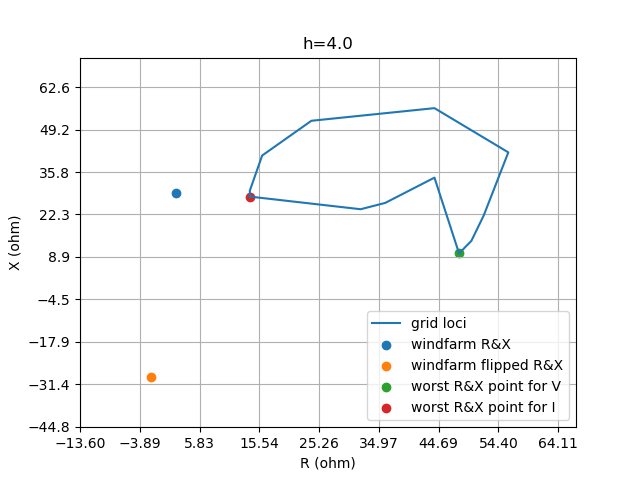 h=4.0
X (ohm)
62.6
49.2
35.8
22.3
8.9
−4.5
−17.9
−31.4
−44.8
grid loci
windfarm R&X
windfarm flipped R&X
worst R&X point for V
worst R&X point for I
−13.60 −3.89 5.83 15.54 25.26 34.97 44.69 54.40 64.11
R (ohm)